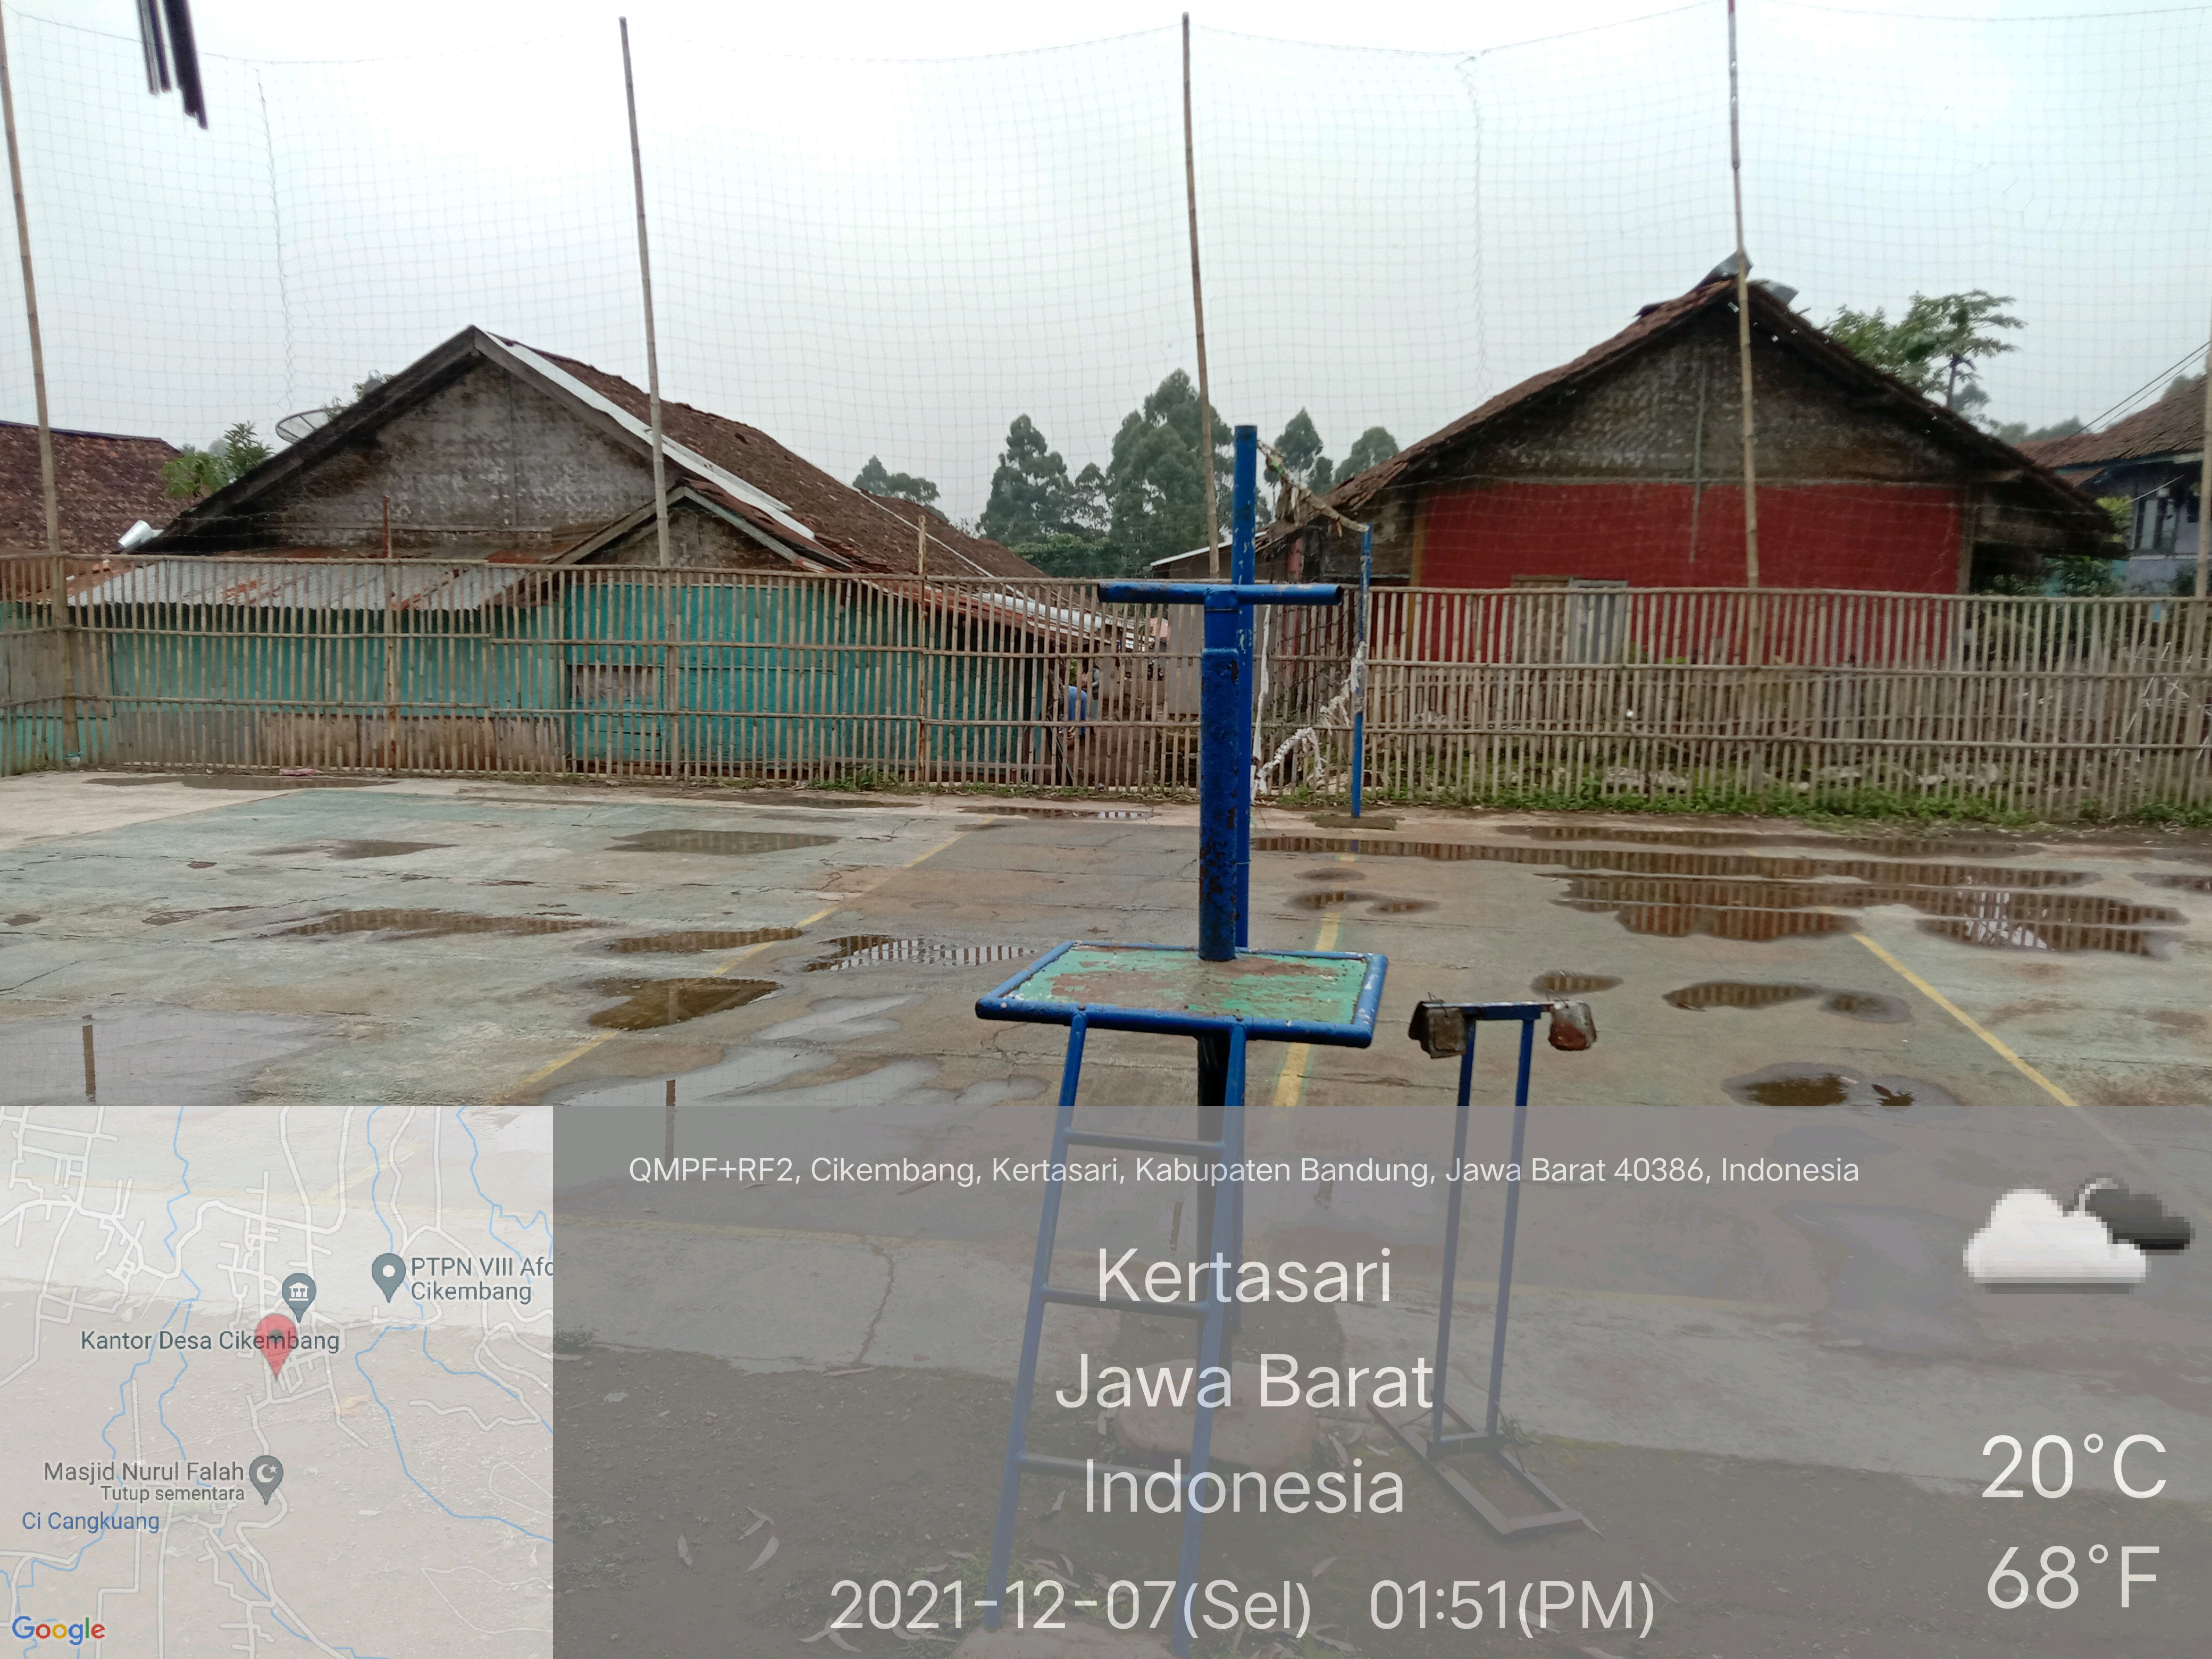 QMPF+RF2, Cikembang, Kertasari, Kabupaten Bandung, Jawa Barat 40386, Indonesia
Kertasari
Jawa Barat
Indonesia
2021-12-07(Sel) 01:51(PM)
20°C
68°F
PTPN VIII Afd
Cikembang
Kantor Desa Cikembang
Masjid Nurul Falah
Tutup sementara
Ci Cangkuang
Google